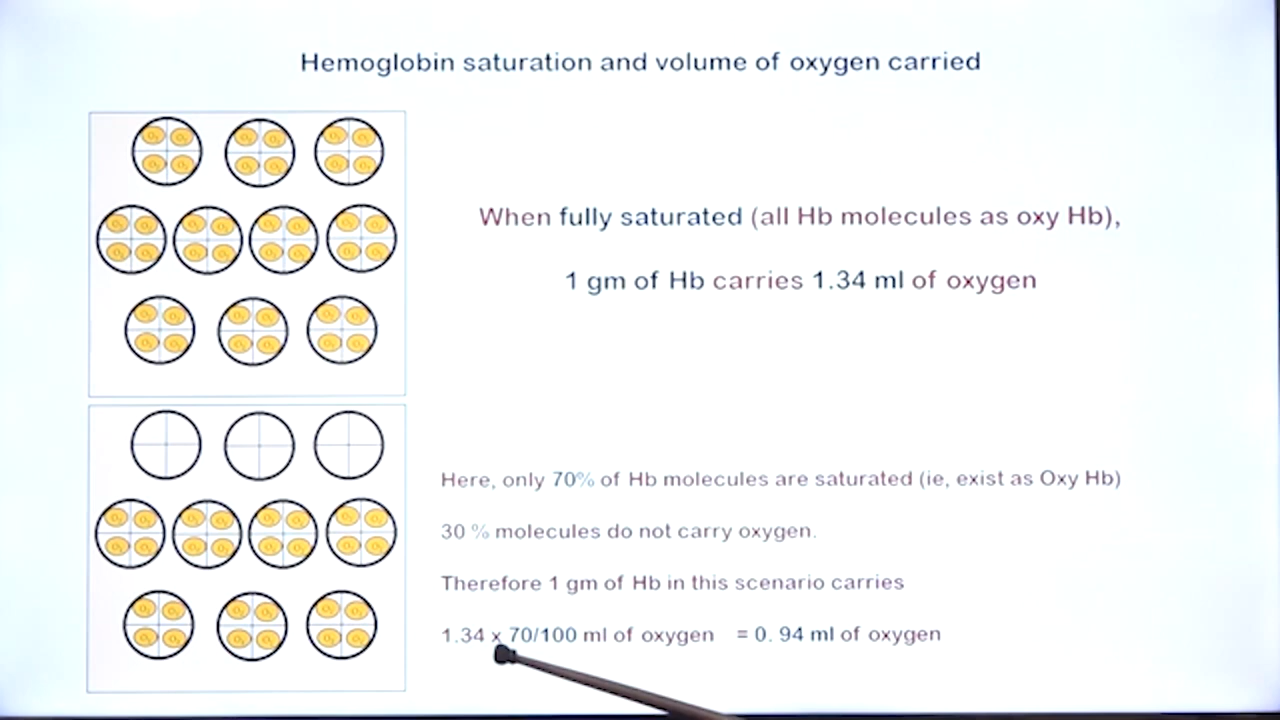 Hemoglobin saturation and volume of oxygen carried
When fully saturated (all Hb molecules as oxy Hb),
1 gm of Hb carries 1.34 ml of oxygen
Here, only 70% of Hb molecules are saturated (ie, exist as Oxy Hb)
30 % molecules do not carry oxygen.
Therefore 1 gm of Hb in this scenario carries
1.34 x 70/100 ml of oxygen = 0. 94 ml of oxygen